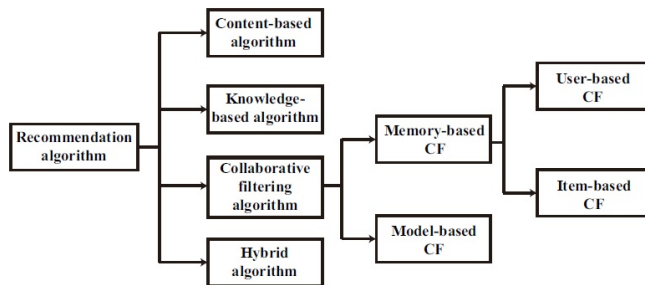 Content-based
algorithm
Knowledge-
based algorithm
Recommendation
algorithm
Collaborative
filtering
algorithm
Hybrid
algorithm
Memory-based
CF
Model-based
CF
User-based
CF
Item-based
CF